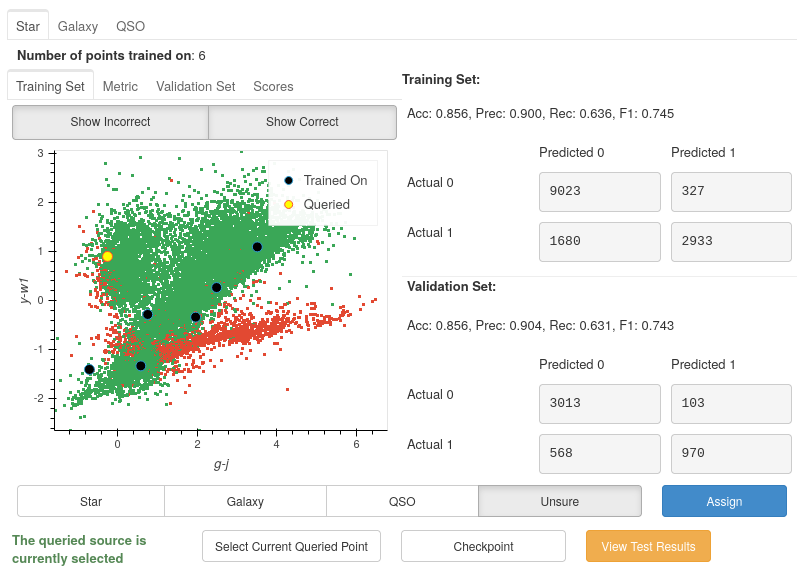 Star Galaxy QSO
Number of points trained on: 6
Training Set Metric Validation Set Scores
Show Incorrect Show Correct
3
2
1
0
-1
-2
y-w1
Trained On
Queried
0 2 4 6
g-j
Training Set:
Acc: 0.856, Prec: 0.900, Rec: 0.636, F1: 0.745
Predicted 0 Predicted 1
Actual 0 9023 327
Actual 1 1680 2933
Validation Set:
Acc: 0.856, Prec: 0.904, Rec: 0.631, F1: 0.743
Predicted 0 Predicted 1
Actual 0 3013 103
Actual 1 568 970
Star Galaxy QSO Unsure Assign
The queried source is
currently selected
Select Current Queried Point Checkpoint View Test Results